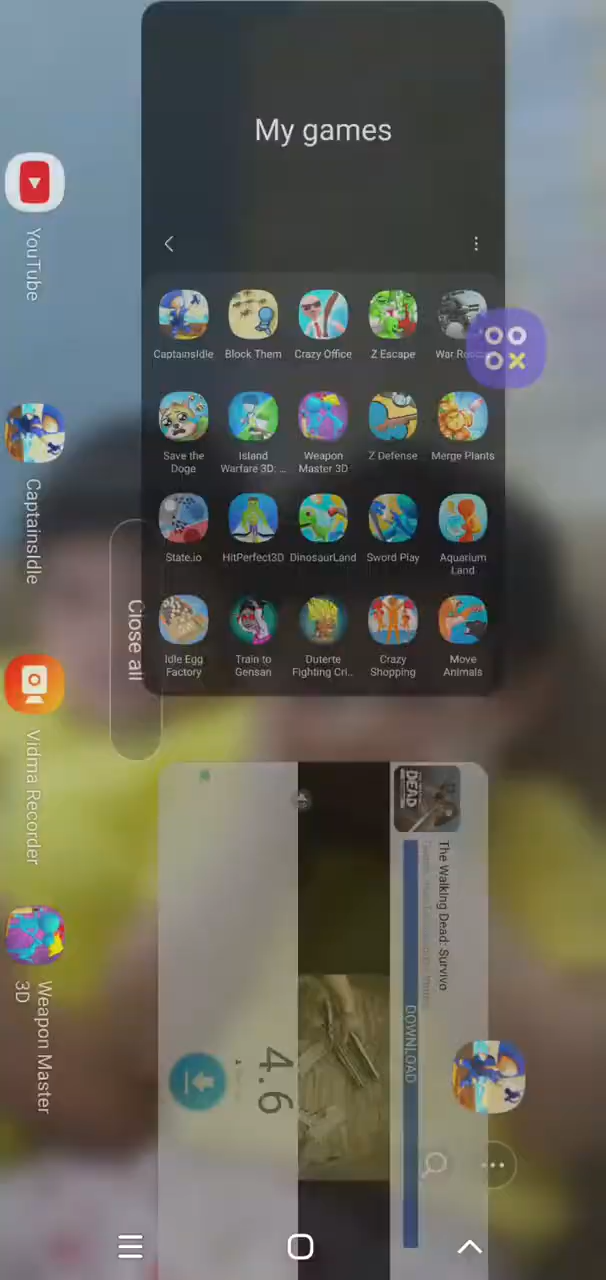 My games
CaptainsIdle
Block Them
Crazy Office
Z Escape
Save the
Doge
Island
Warfare 3D: ...
Weapon
Master 3D
Z Defense
Merge Plants
State.io
HitPerfect3D
DinosaurLand
Sword Play
Aquarium
Land
Idle Egg
Factory
Train to
Gensan
Duterte
Fighting Cri..
Crazy
Shopping
Move
Animals
YouTube
CaptainsIdle
Vidma Recorder
Weapon Master
3D
Close all
DEAD
The Walking Dead: Survivo
DOWNLOAD
4.6